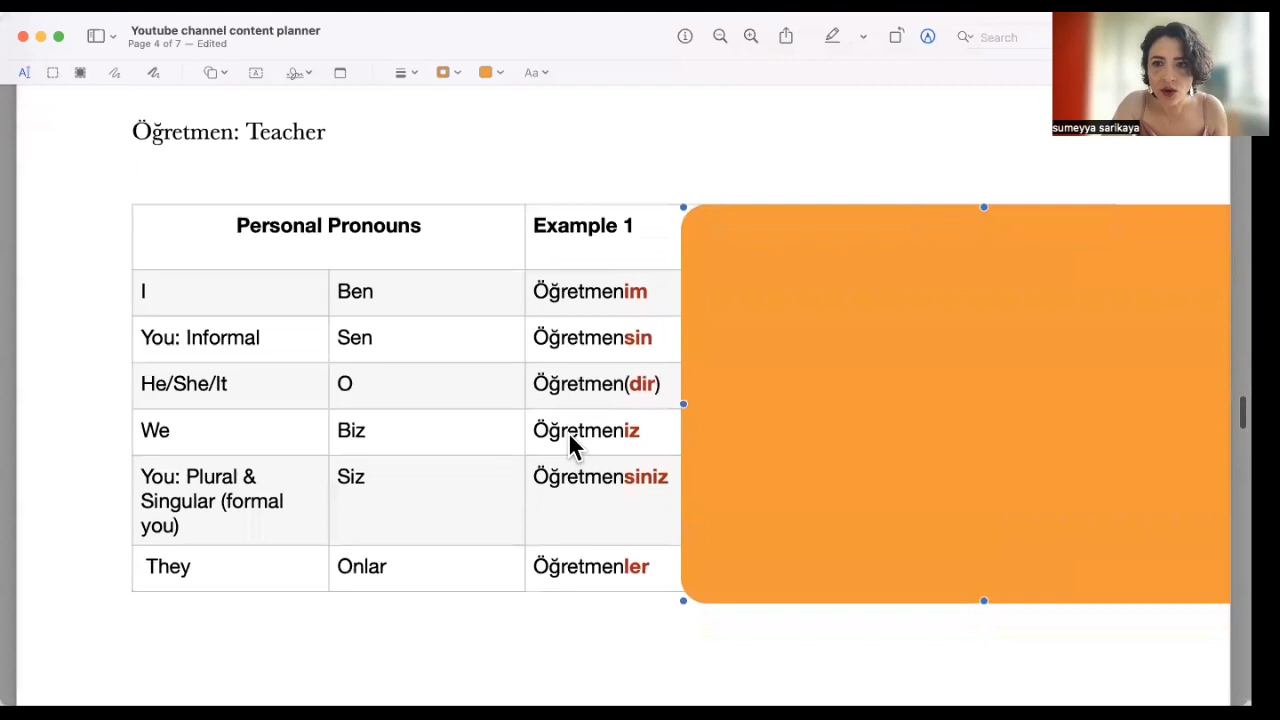 Youtube channel content planner
Page 4 of 7 — Edited
Search
Aa
sumeyya sarikaya
Öğretmen: Teacher
Personal Pronouns Example 1
I Ben Öğretmenim
You: Informal Sen Öğretmensin
He/She/It O Öğretmen(dir)
We Biz Öğretmeniz
You: Plural & Siz Öğretmensiniz
Singular (formal
you)
They Onlar Öğretmenler